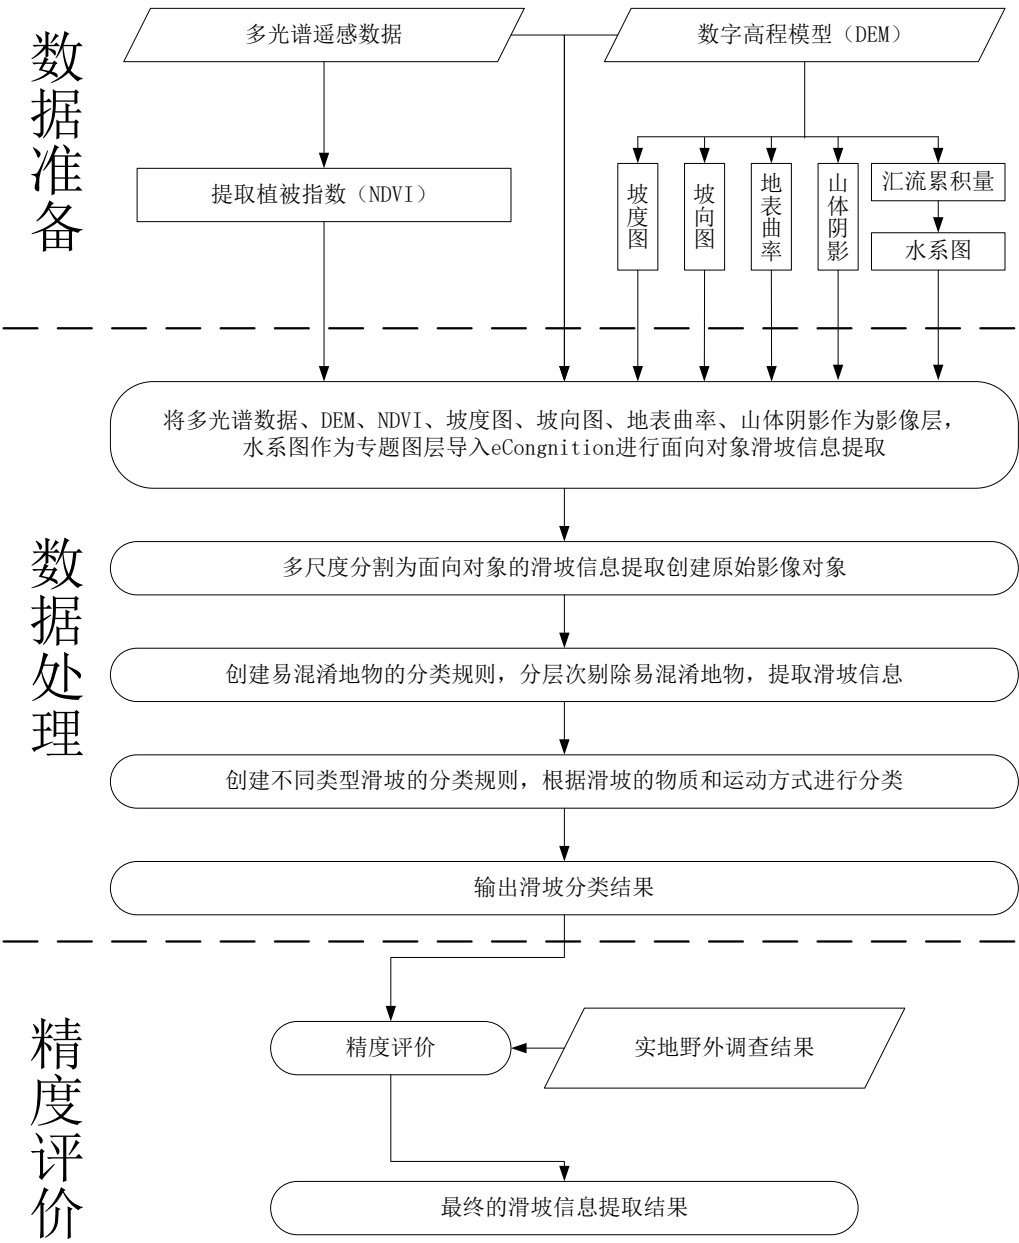 数据准备
多光谱遥感数据
数字高程模型（DEM）
提取植被指数（NDVI）
坡度图
坡向图
地表曲率
山体阴影
汇流累积量
水系图
数据处理
将多光谱数据、DEM、NDVI、坡度图、坡向图、地表曲率、山体阴影作为影像层，
水系图作为专题图层导入eCongnition进行面向对象滑坡信息提取
多尺度分割为面向对象的滑坡信息提取创建原始影像对象
创建易混淆地物的分类规则，分层次剔除易混淆地物，提取滑坡信息
创建不同类型滑坡的分类规则，根据滑坡的物质和运动方式进行分类
输出滑坡分类结果
精度评价
精度评价
实地野外调查结果
最终的滑坡信息提取结果